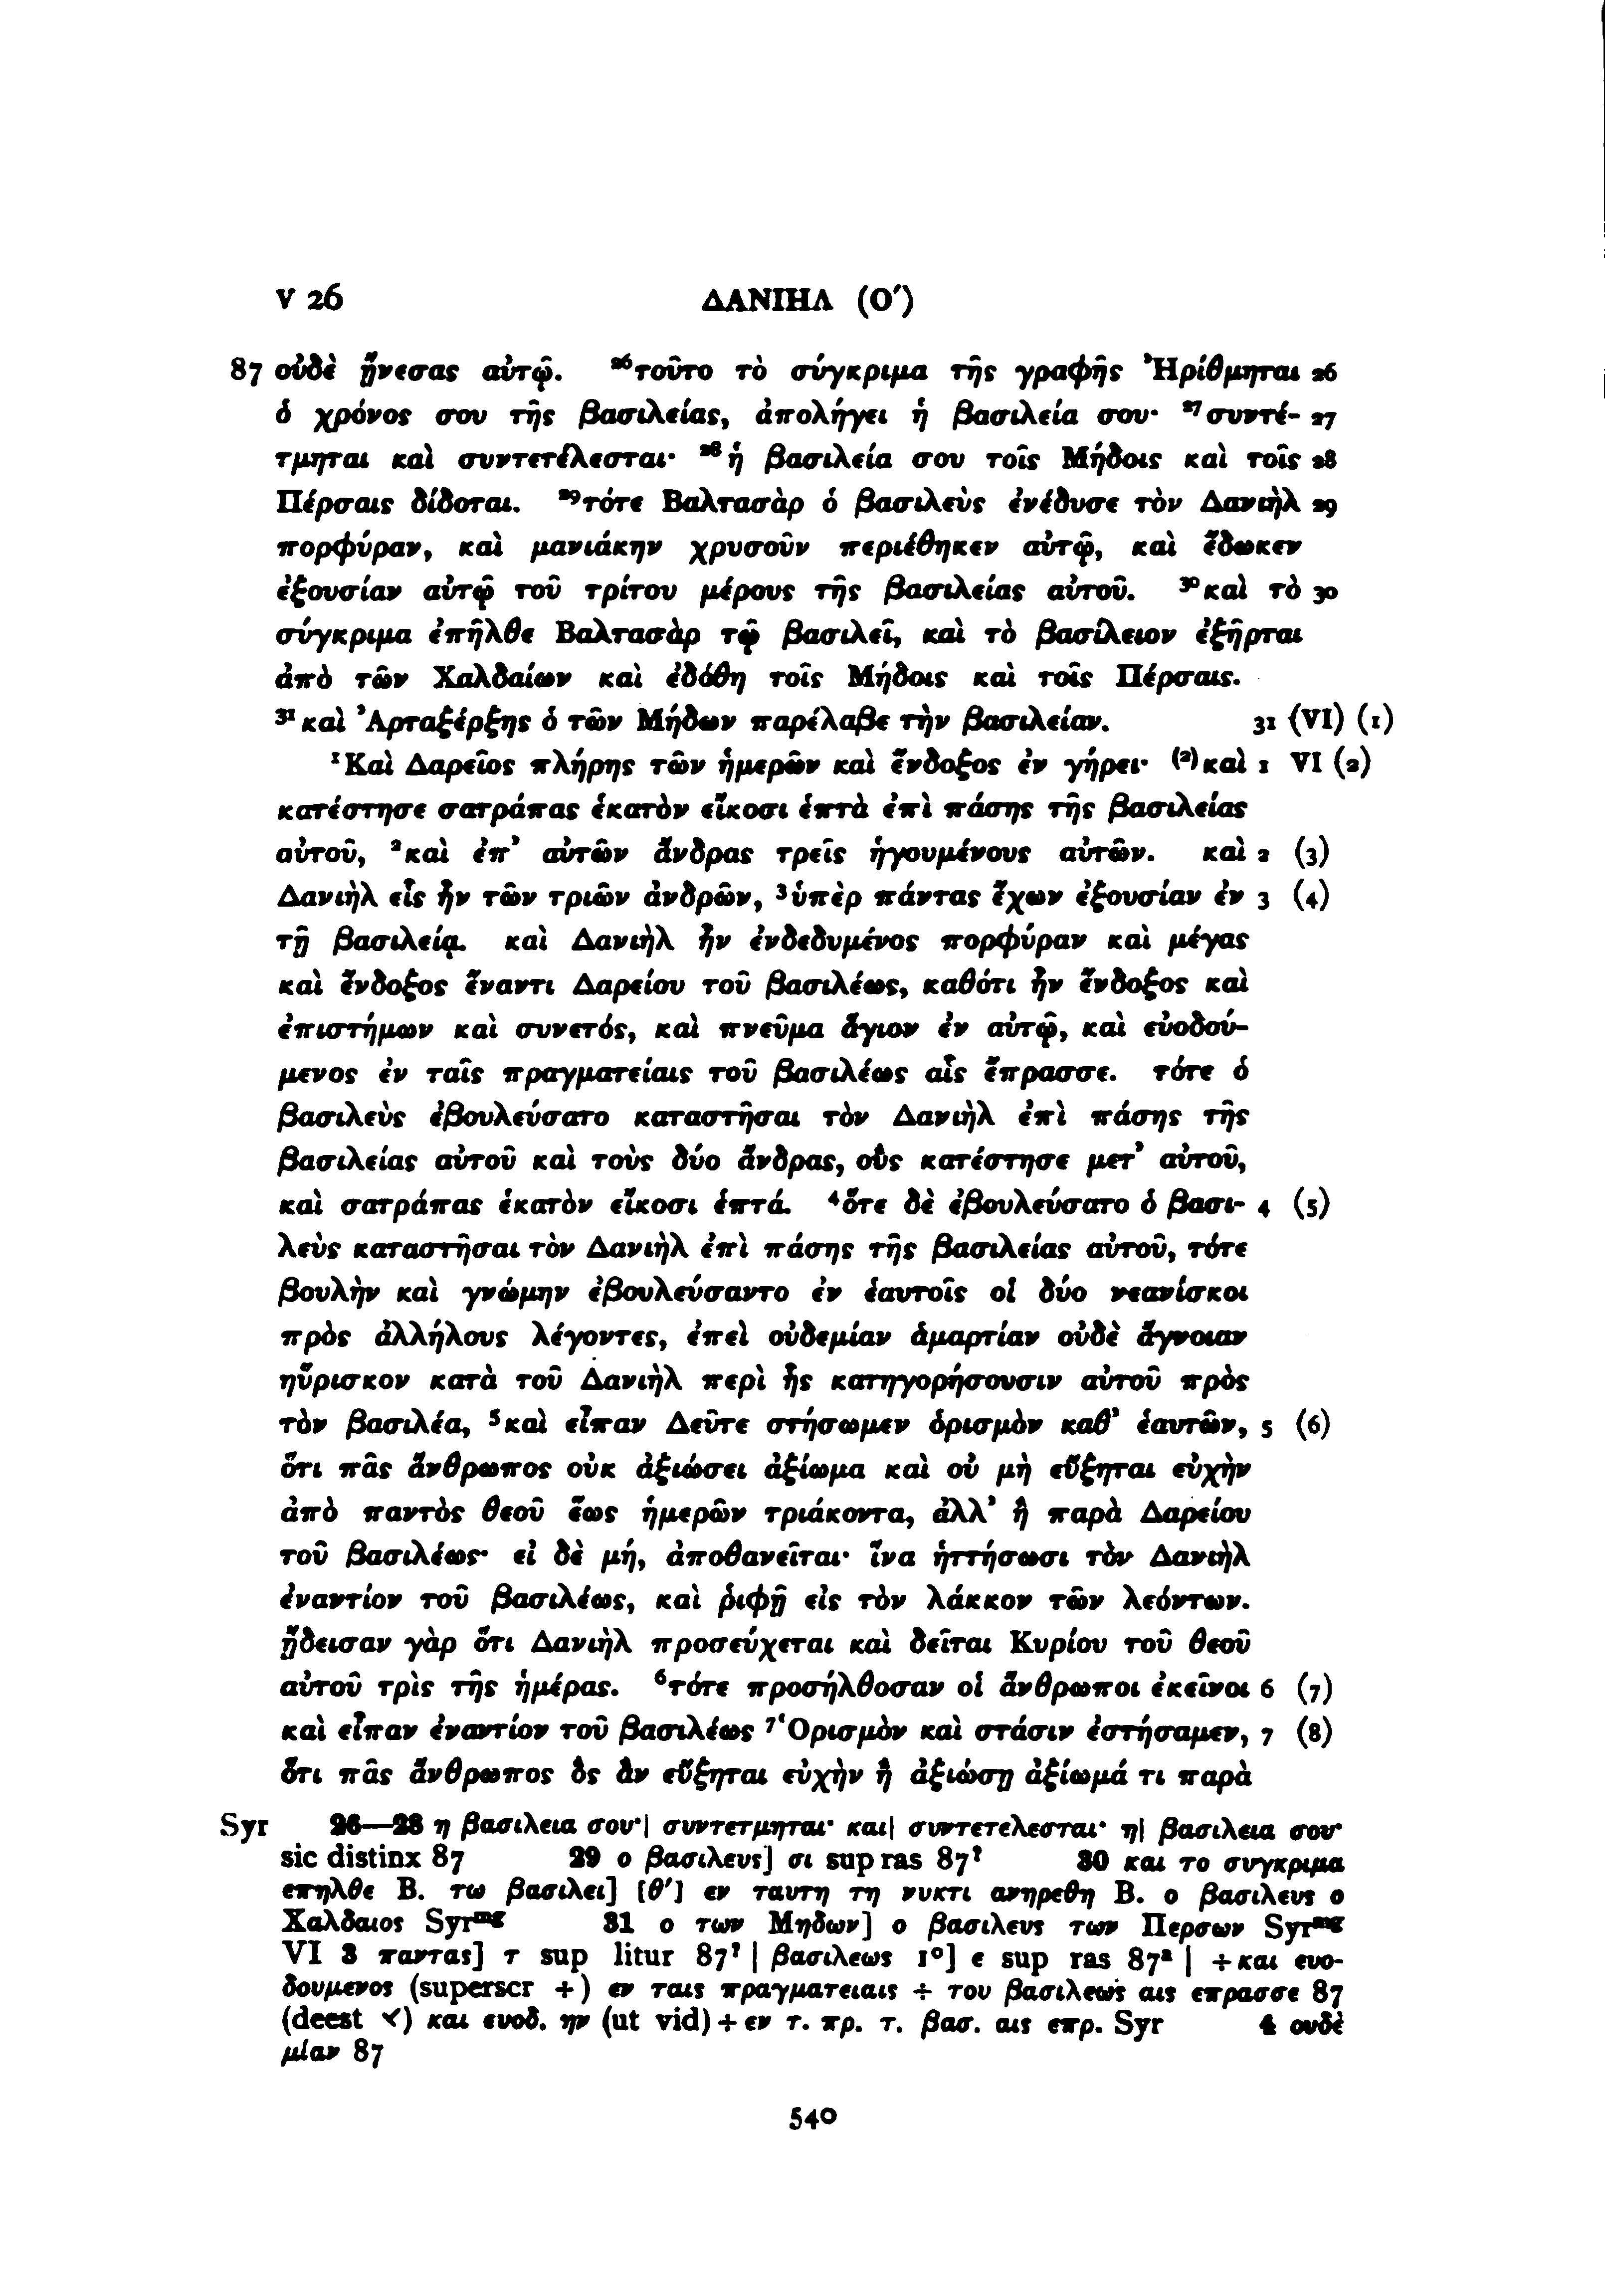 V 26 ΔΑΝΙΗΛ (Ο′)
87 οὐδὲ ᾔνεσας αὐτῷ. ²⁶τοῦτο τὸ σύγκριμα τῆς γραφῆς Ἠρίθμηται 26
ὁ χρόνος σου τῆς βασιλείας, ἀπολήγει ἡ βασιλεία σου· ²⁷συντέ- 27
τμηται καὶ συντετέλεσται· ²⁸ἡ βασιλεία σου τοῖς Μήδοις καὶ τοῖς 28
Πέρσαις δίδοται. ²⁹τότε Βαλτασὰρ ὁ βασιλεὺς ἐνέδυσε τὸν Δανιὴλ 29
πορφύραν, καὶ μανιάκην χρυσοῦν περιέθηκεν αὐτῷ, καὶ ἔδωκεν
ἐξουσίαν αὐτῷ τοῦ τρίτου μέρους τῆς βασιλείας αὐτοῦ. ³⁰καὶ τὸ 30
σύγκριμα ἐπῆλθε Βαλτασὰρ τῷ βασιλεῖ, καὶ τὸ βασίλειον ἐξῆρται
ἀπὸ τῶν Χαλδαίων καὶ ἐδόθη τοῖς Μήδοις καὶ τοῖς Πέρσαις.
³¹καὶ Ἀρταξέρξης ὁ τῶν Μήδων παρέλαβε τὴν βασιλείαν. 31 (VI) (1)
¹Καὶ Δαρεῖος πλήρης τῶν ἡμερῶν καὶ ἔνδοξος ἐν γήρει· ⁽²⁾καὶ 1 VI (2)
κατέστησε σατράπας ἑκατὸν εἴκοσι ἑπτὰ ἐπὶ πάσης τῆς βασιλείας
αὐτοῦ, ²καὶ ἐπ’ αὐτῶν ἄνδρας τρεῖς ἡγουμένους αὐτῶν. καὶ 2 (3)
Δανιὴλ εἷς ἦν τῶν τριῶν ἀνδρῶν, ³ὑπὲρ πάντας ἔχων ἐξουσίαν ἐν 3 (4)
τῇ βασιλείᾳ. καὶ Δανιὴλ ἦν ἐνδεδυμένος πορφύραν καὶ μέγας
καὶ ἔνδοξος ἔναντι Δαρείου τοῦ βασιλέως, καθότι ἦν ἔνδοξος καὶ
ἐπιστήμων καὶ συνετός, καὶ πνεῦμα ἅγιον ἐν αὐτῷ, καὶ εὐοδού-
μενος ἐν ταῖς πραγματείαις τοῦ βασιλέως αἷς ἔπρασσε. τότε ὁ
βασιλεὺς ἐβουλεύσατο καταστῆσαι τὸν Δανιὴλ ἐπὶ πάσης τῆς
βασιλείας αὐτοῦ καὶ τοὺς δύο ἄνδρας, οὓς κατέστησε μετ’ αὐτοῦ,
καὶ σατράπας ἑκατὸν εἴκοσι ἑπτά. ⁴ὅτε δὲ ἐβουλεύσατο ὁ βασι- 4 (5)
λεὺς καταστῆσαι τὸν Δανιὴλ ἐπὶ πάσης τῆς βασιλείας αὐτοῦ, τότε
βουλὴν καὶ γνώμην ἐβουλεύσαντο ἐν ἑαυτοῖς οἱ δύο νεανίσκοι
πρὸς ἀλλήλους λέγοντες, ἐπεὶ οὐδεμίαν ἁμαρτίαν οὐδὲ ἄγνοιαν
ηὕρισκον κατὰ τοῦ Δανιὴλ περὶ ἧς κατηγορήσουσιν αὐτοῦ πρὸς
τὸν βασιλέα, ⁵καὶ εἶπαν Δεῦτε στήσωμεν ὁρισμὸν καθ’ ἑαυτῶν, 5 (6)
ὅτι πᾶς ἄνθρωπος οὐκ ἀξιώσει ἀξίωμα καὶ οὐ μὴ εὔξηται εὐχὴν
ἀπὸ παντὸς θεοῦ ἕως ἡμερῶν τριάκοντα, ἀλλ’ ἢ παρὰ Δαρείου
τοῦ βασιλέως· εἰ δὲ μή, ἀποθανεῖται· ἵνα ἡττήσωσι τὸν Δανιὴλ
ἐναντίον τοῦ βασιλέως, καὶ ῥιφῇ εἰς τὸν λάκκον τῶν λεόντων.
ᾔδεισαν γὰρ ὅτι Δανιὴλ προσεύχεται καὶ δεῖται Κυρίου τοῦ θεοῦ
αὐτοῦ τρὶς τῆς ἡμέρας. ⁶τότε προσήλθοσαν οἱ ἄνθρωποι ἐκεῖνοι 6 (7)
καὶ εἶπαν ἐναντίον τοῦ βασιλέως ⁷Ὁρισμὸν καὶ στάσιν ἐστήσαμεν, 7 (8)
ὅτι πᾶς ἄνθρωπος ὃς ἂν εὔξηται εὐχὴν ἢ ἀξιώσῃ ἀξίωμά τι παρὰ
Syr 26—28 η βασιλεια σου·| συντετμηται· και| συντετελεσται· η| βασιλεια σου·
sic distinx 87 29 ο βασιλευς] σι sup ras 87? 30 και το συγκριμα
επηλθε Β. τω βασιλει] [θ′] εν ταυτη τη νυκτι ανηρεθη Β. ο βασιλευς ο
Χαλδαιος Syrᵐᵍ 31 ο των Μηδων] ο βασιλευς των Περσων Syrᵐᵍ
VI 3 παντας] τ sup litur 87? | βασιλεως 1°] ε sup ras 87ᵃ | ÷και ευο-
δουμενος (superscr +) εν ταις πραγματειαις ÷ του βασιλεως αις επρασσε 87
(deest ⸔) και ευοδ. ην (ut vid) ÷ εν τ. πρ. τ. βασ. αις επρ. Syr 4 ουδὲ
μίαν 87
540